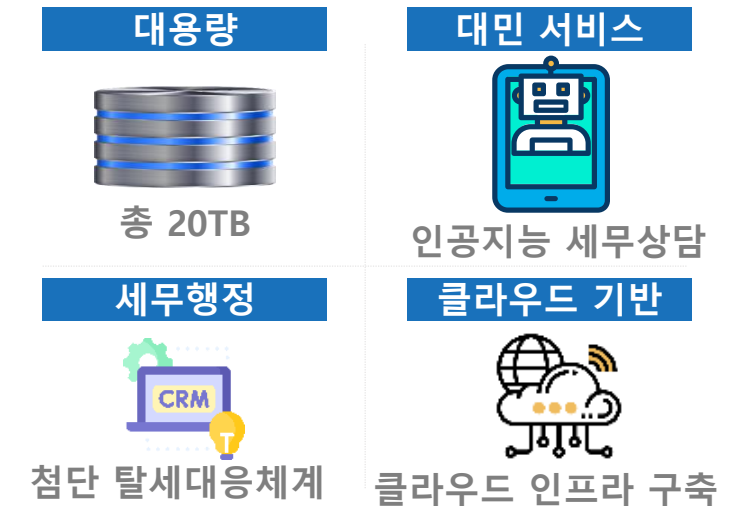 대용량
총 20TB
대민 서비스
인공지능 세무상담
세무행정
CRM
첨단 탈세대응체계
클라우드 기반
클라우드 인프라 구축